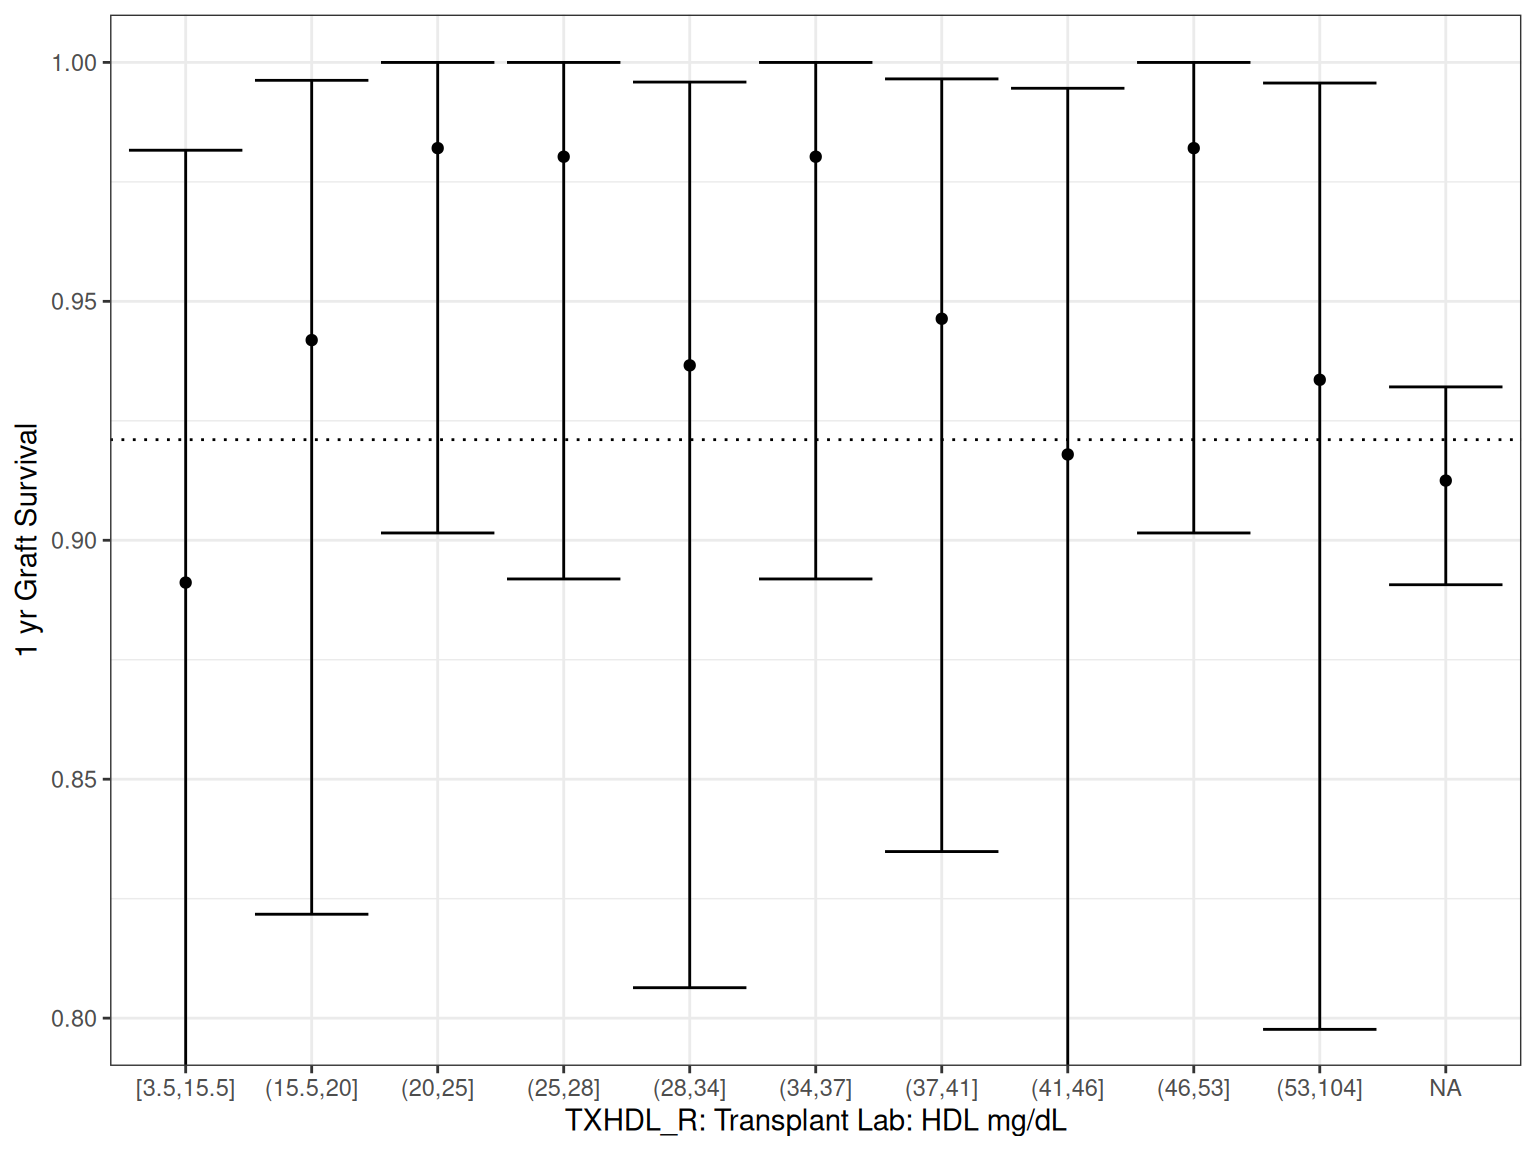 1.00
0.95
0.90
0.85
0.80
1 yr Graft Survival
[3.5,15.5] (15.5,20] (20,25] (25,28] (28,34] (34,37] (37,41] (41,46] (46,53] (53,104] NA
TXHDL_R: Transplant Lab: HDL mg/dL